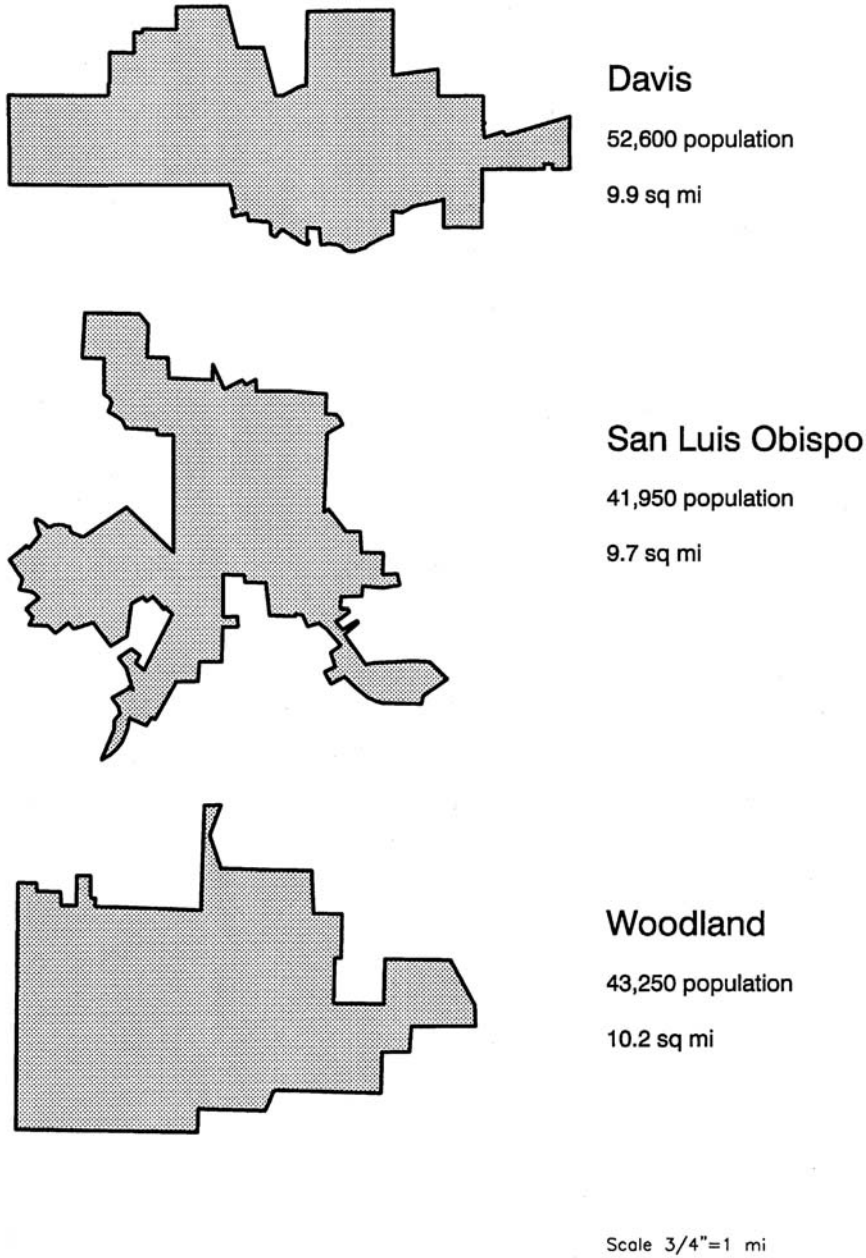 Davis
52,600 population
9.9 sq mi
San Luis Obispo
41,950 population
9.7 sq mi
Woodland
43,250 population
10.2 sq mi
Scale 3/4"=1 mi